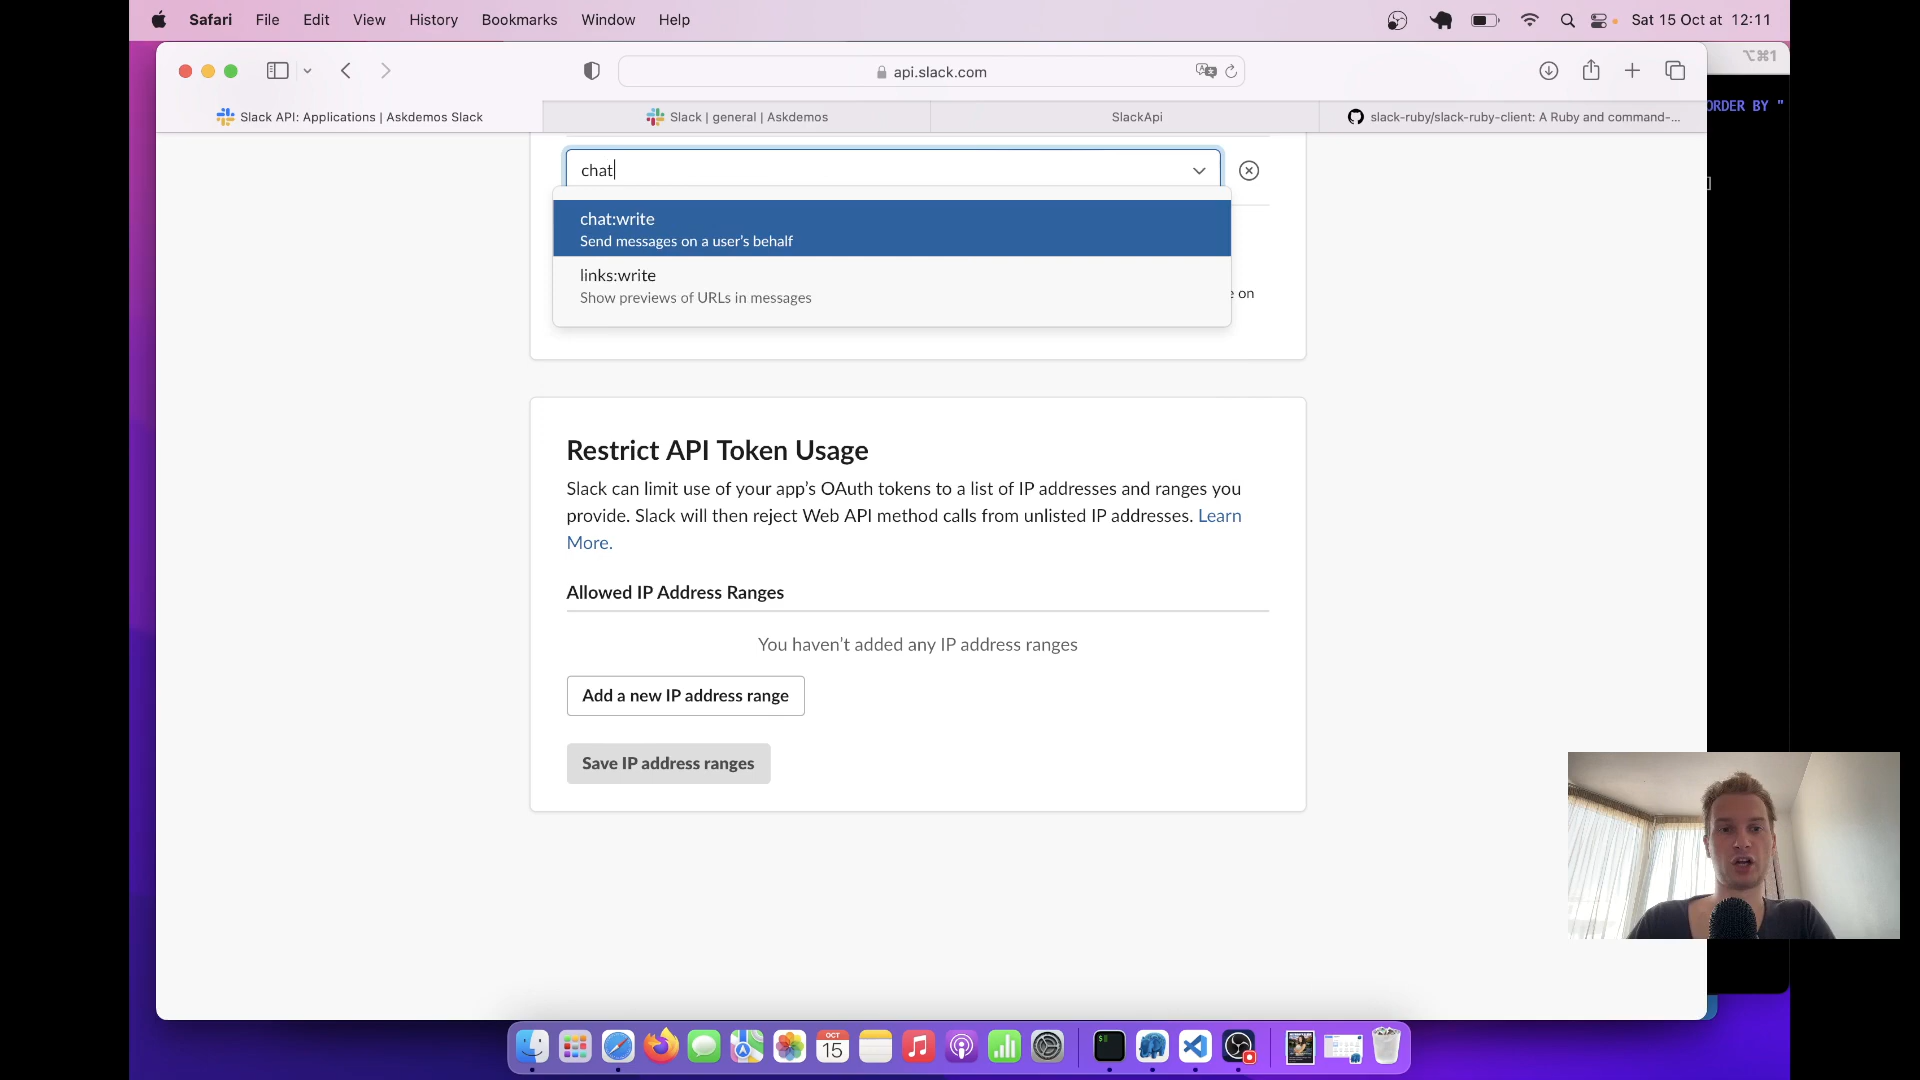 Safari File Edit View History Bookmarks Window Help Sat 15 Oct at 12:11
api.slack.com
⌥⌘1
Slack API: Applications | Askdemos Slack
Slack | general | Askdemos
SlackApi
slack-ruby/slack-ruby-client: A Ruby and command-...
ORDER BY "
]
chat
chat:write
Send messages on a user's behalf
links:write
Show previews of URLs in messages
e on
Restrict API Token Usage
Slack can limit use of your app's OAuth tokens to a list of IP addresses and ranges you
provide. Slack will then reject Web API method calls from unlisted IP addresses. Learn
More.
Allowed IP Address Ranges
You haven't added any IP address ranges
Add a new IP address range
Save IP address ranges
OCT
15